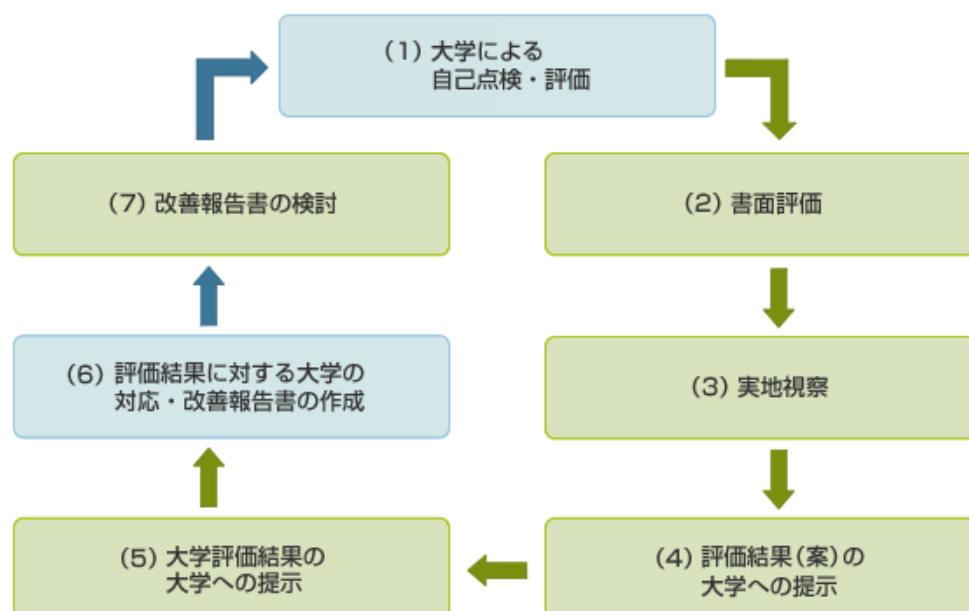 (1) 大学による
自己点検・評価
(2) 書面評価
(3) 実地視察
(4) 評価結果(案)の
大学への提示
(5) 大学評価結果の
大学への提示
(6) 評価結果に対する大学の
対応・改善報告書の作成
(7) 改善報告書の検討